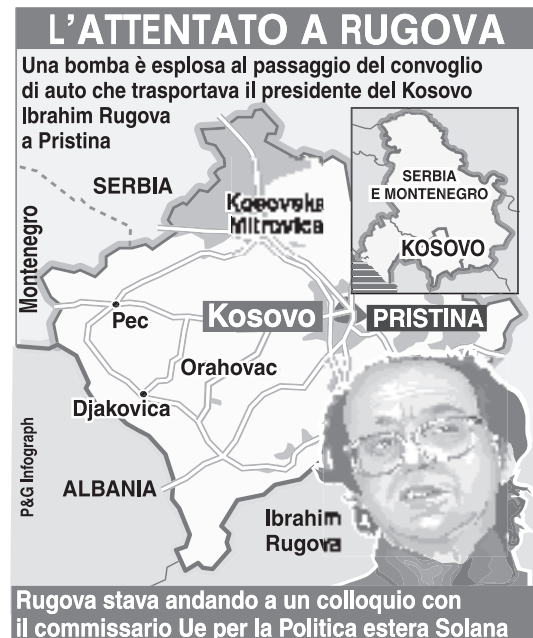 L'ATTENTATO A RUGOVA
Una bomba è esplosa al passaggio del convoglio
di auto che trasportava il presidente del Kosovo
Ibrahim Rugova
a Pristina
SERBIA
Kosovska
Mitrovica
SERBIA
E MONTENEGRO
KOSOVO
Montenegro
Pec
Kosovo
PRISTINA
Orahovac
Djakovica
P&G Infograph
ALBANIA
Ibrahim
Rugova
Rugova stava andando a un colloquio con
il commissario Ue per la Politica estera Solana